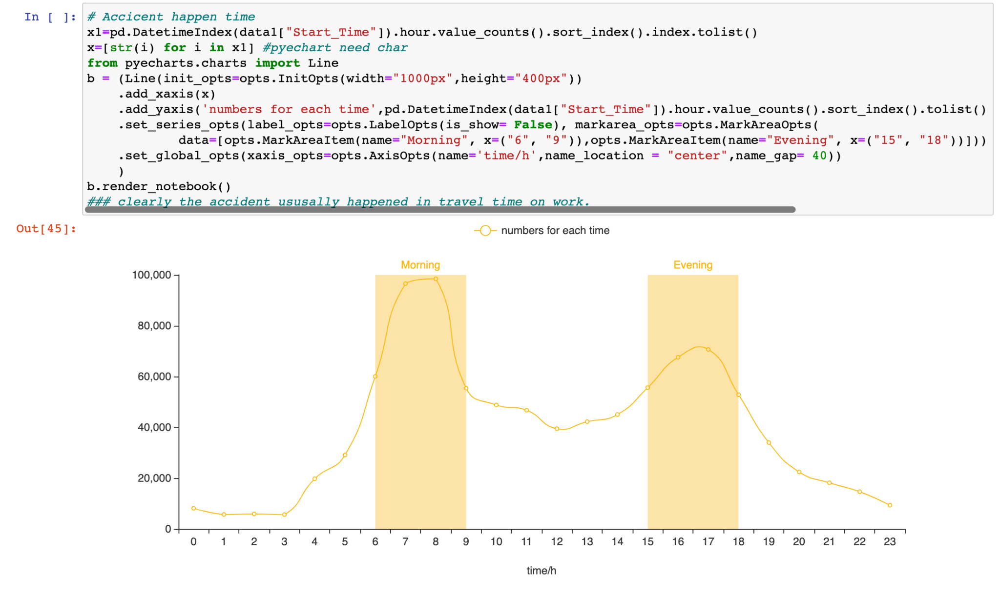 In [ ]:
# Accicent happen time
x1=pd.DatetimeIndex(data1["Start_Time"]).hour.value_counts().sort_index().index.tolist()
x=[str(i) for i in x1] #pyechart need char
from pyecharts.charts import Line
b = (Line(init_opts=opts.InitOpts(width="1000px",height="400px"))
    .add_xaxis(x)
    .add_yaxis('numbers for each time',pd.DatetimeIndex(data1["Start_Time"]).hour.value_counts().sort_index().tolist()
    .set_series_opts(label_opts=opts.LabelOpts(is_show= False), markarea_opts=opts.MarkAreaOpts(
            data=[opts.MarkAreaItem(name="Morning", x=("6", "9")),opts.MarkAreaItem(name="Evening", x=("15", "18"))]))
    .set_global_opts(xaxis_opts=opts.AxisOpts(name='time/h',name_location = "center",name_gap= 40))
    )
b.render_notebook()
### clearly the accident ususally happened in travel time on work.
Out[45]:
numbers for each time
Morning
Evening
100,000
80,000
60,000
40,000
20,000
0
0 1 2 3 4 5 6 7 8 9 10 11 12 13 14 15 16 17 18 19 20 21 22 23
time/h